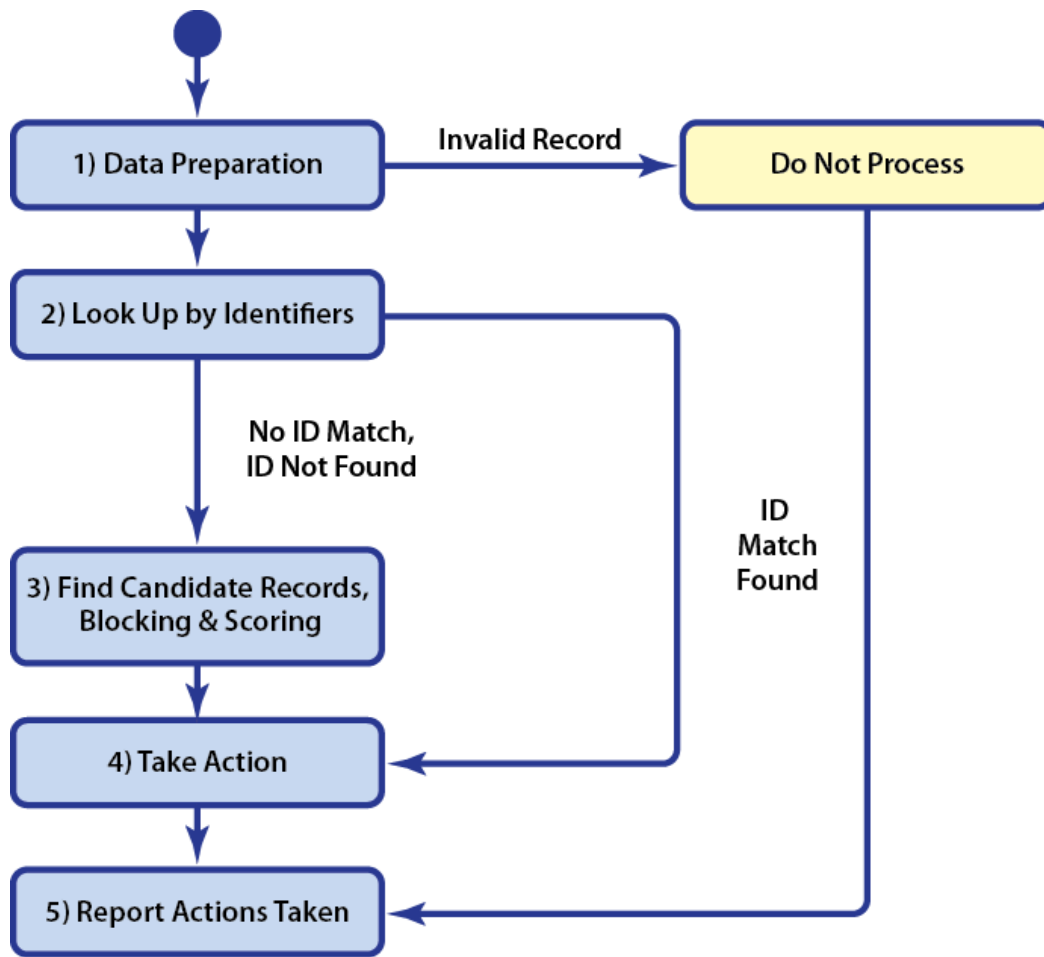 Invalid Record
1) Data Preparation
Do Not Process
2) Look Up by Identifiers
No ID Match,
ID Not Found
ID
Match
Found
3) Find Candidate Records,
Blocking & Scoring
4) Take Action
5) Report Actions Taken